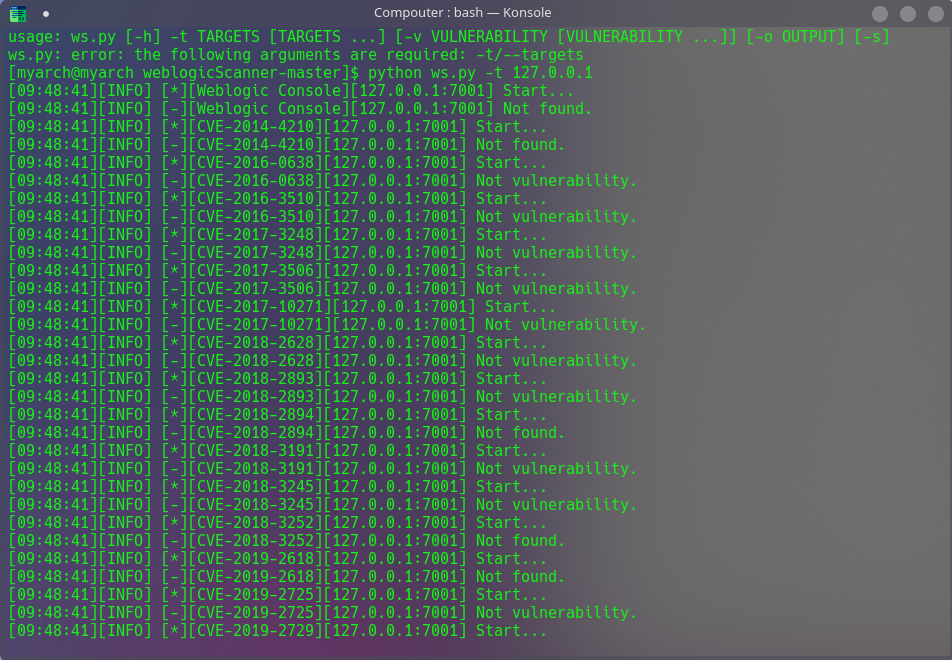 Compouter : bash — Konsole
usage: ws.py [-h] -t TARGETS [TARGETS ...] [-v VULNERABILITY [VULNERABILITY ...]] [-o OUTPUT] [-s]
ws.py: error: the following arguments are required: -t/--targets
[myarch@myarch weblogicScanner-master]$ python ws.py -t 127.0.0.1
[09:48:41][INFO] [*][Weblogic Console][127.0.0.1:7001] Start...
[09:48:41][INFO] [-][Weblogic Console][127.0.0.1:7001] Not found.
[09:48:41][INFO] [*][CVE-2014-4210][127.0.0.1:7001] Start...
[09:48:41][INFO] [-][CVE-2014-4210][127.0.0.1:7001] Not found.
[09:48:41][INFO] [*][CVE-2016-0638][127.0.0.1:7001] Start...
[09:48:41][INFO] [-][CVE-2016-0638][127.0.0.1:7001] Not vulnerability.
[09:48:41][INFO] [*][CVE-2016-3510][127.0.0.1:7001] Start...
[09:48:41][INFO] [-][CVE-2016-3510][127.0.0.1:7001] Not vulnerability.
[09:48:41][INFO] [*][CVE-2017-3248][127.0.0.1:7001] Start...
[09:48:41][INFO] [-][CVE-2017-3248][127.0.0.1:7001] Not vulnerability.
[09:48:41][INFO] [*][CVE-2017-3506][127.0.0.1:7001] Start...
[09:48:41][INFO] [-][CVE-2017-3506][127.0.0.1:7001] Not vulnerability.
[09:48:41][INFO] [*][CVE-2017-10271][127.0.0.1:7001] Start...
[09:48:41][INFO] [-][CVE-2017-10271][127.0.0.1:7001] Not vulnerability.
[09:48:41][INFO] [*][CVE-2018-2628][127.0.0.1:7001] Start...
[09:48:41][INFO] [-][CVE-2018-2628][127.0.0.1:7001] Not vulnerability.
[09:48:41][INFO] [*][CVE-2018-2893][127.0.0.1:7001] Start...
[09:48:41][INFO] [-][CVE-2018-2893][127.0.0.1:7001] Not vulnerability.
[09:48:41][INFO] [*][CVE-2018-2894][127.0.0.1:7001] Start...
[09:48:41][INFO] [-][CVE-2018-2894][127.0.0.1:7001] Not found.
[09:48:41][INFO] [*][CVE-2018-3191][127.0.0.1:7001] Start...
[09:48:41][INFO] [-][CVE-2018-3191][127.0.0.1:7001] Not vulnerability.
[09:48:41][INFO] [*][CVE-2018-3245][127.0.0.1:7001] Start...
[09:48:41][INFO] [-][CVE-2018-3245][127.0.0.1:7001] Not vulnerability.
[09:48:41][INFO] [*][CVE-2018-3252][127.0.0.1:7001] Start...
[09:48:41][INFO] [-][CVE-2018-3252][127.0.0.1:7001] Not found.
[09:48:41][INFO] [*][CVE-2019-2618][127.0.0.1:7001] Start...
[09:48:41][INFO] [-][CVE-2019-2618][127.0.0.1:7001] Not found.
[09:48:41][INFO] [*][CVE-2019-2725][127.0.0.1:7001] Start...
[09:48:41][INFO] [-][CVE-2019-2725][127.0.0.1:7001] Not vulnerability.
[09:48:41][INFO] [*][CVE-2019-2729][127.0.0.1:7001] Start...